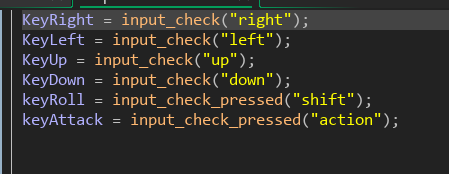 KeyRight = input_check("right");
KeyLeft = input_check("left");
KeyUp = input_check("up");
KeyDown = input_check("down");
keyRoll = input_check_pressed("shift");
keyAttack = input_check_pressed("action");